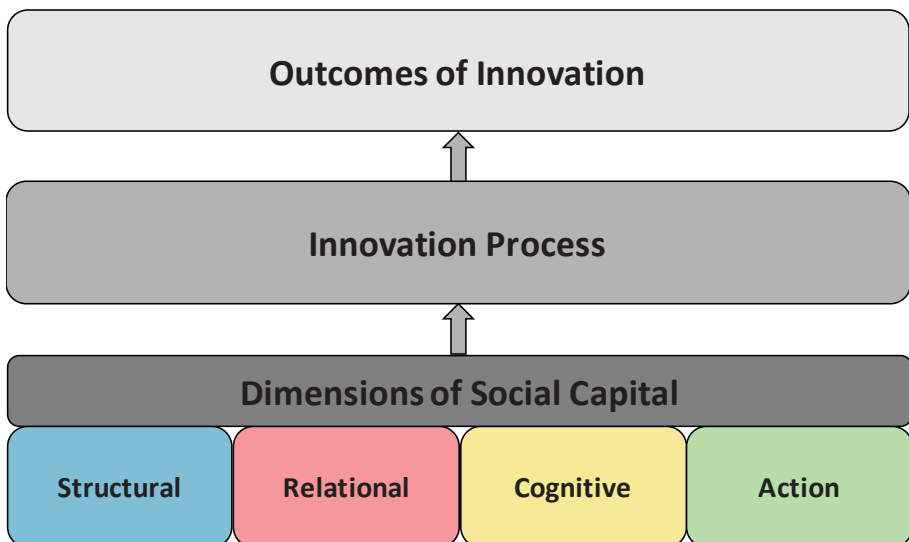 Outcomes of Innovation
Innovation Process
Dimensions of Social Capital
Structural
Relational
Cognitive
Action